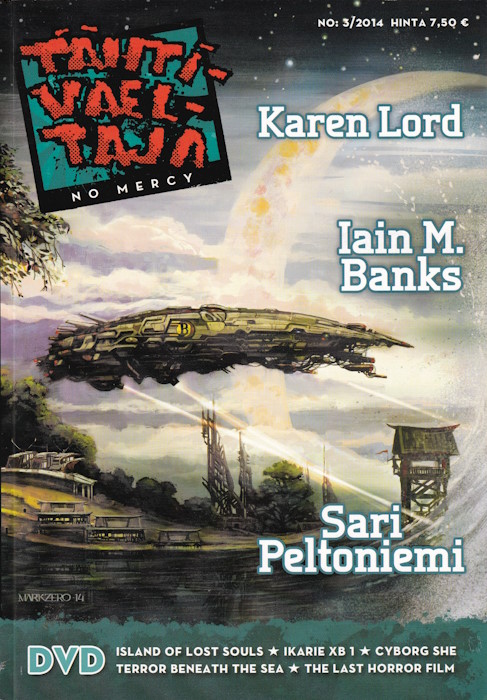 NO: 3/2014 HINTA 7,50 €
TÄHTI-
VAEL-
TAJA
NO MERCY
Karen Lord
Iain M.
Banks
B
Sari
Peltoniemi
MARKZERO -14
DVD
ISLAND OF LOST SOULS ★ IKARIE XB 1 ★ CYBORG SHE
TERROR BENEATH THE SEA ★ THE LAST HORROR FILM